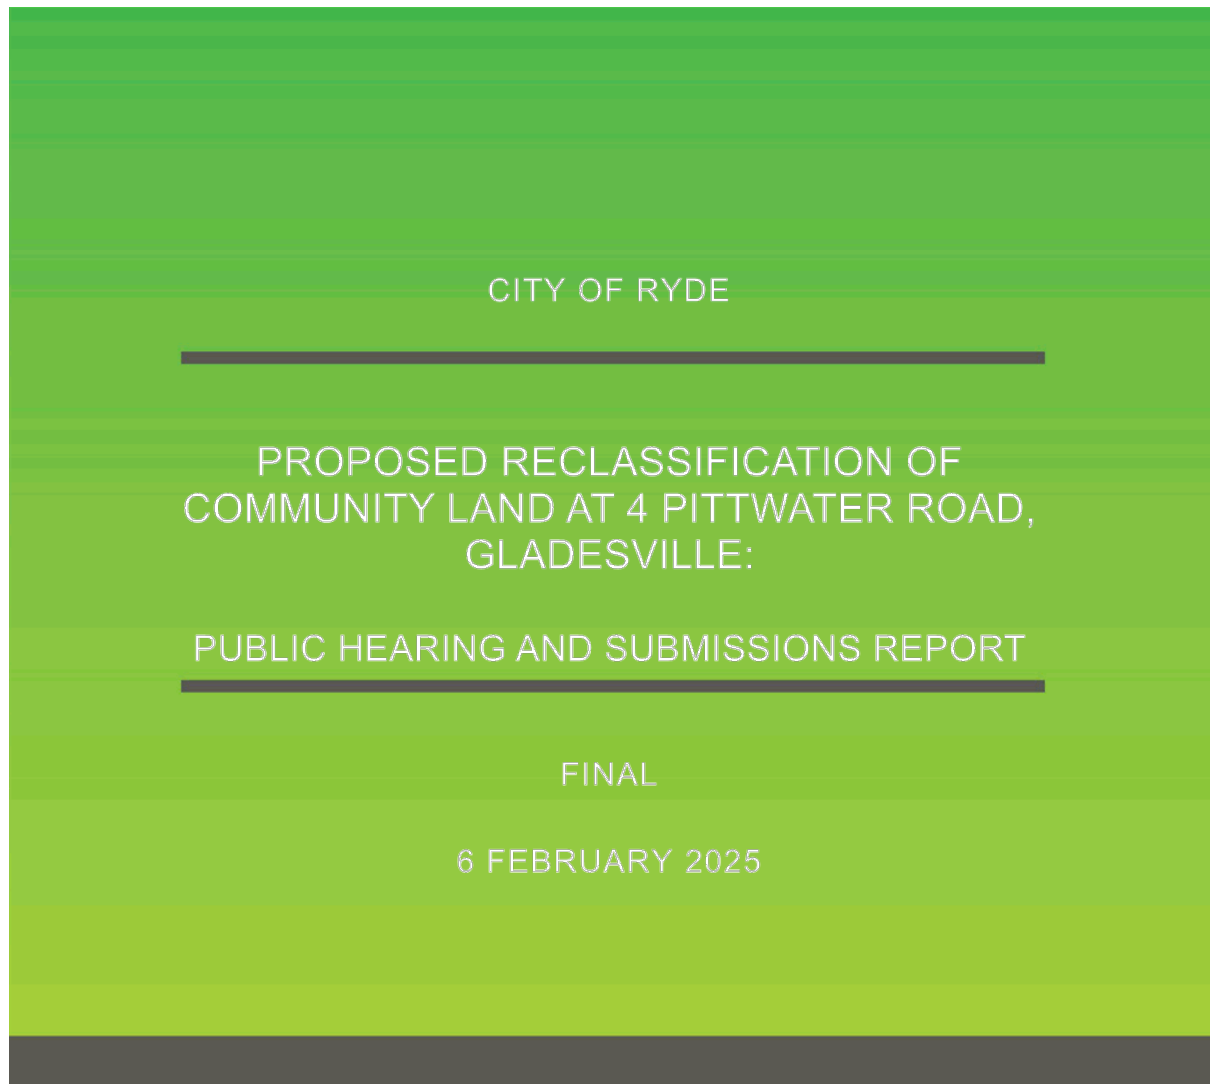 CITY OF RYDE
PROPOSED RECLASSIFICATION OF
COMMUNITY LAND AT 4 PITTWATER ROAD,
GLADESVILLE:
PUBLIC HEARING AND SUBMISSIONS REPORT
FINAL
6 FEBRUARY 2025